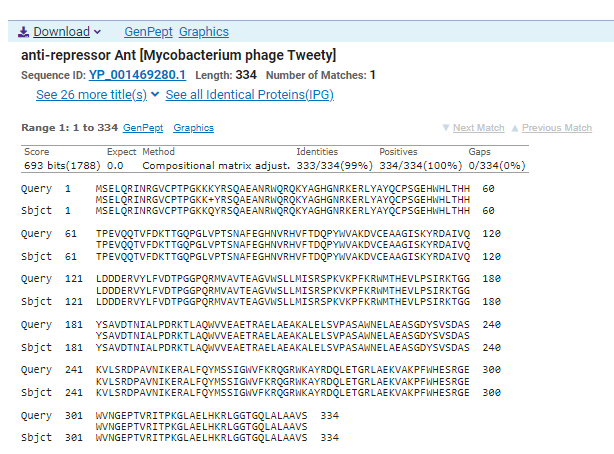 Download GenPept Graphics
anti-repressor Ant [Mycobacterium phage Tweety]
Sequence ID: YP_001469280.1 Length: 334 Number of Matches: 1
See 26 more title(s) See all Identical Proteins(IPG)
Range 1: 1 to 334 GenPept Graphics Next Match Previous Match
Score Expect Method Identities Positives Gaps
693 bits(1788) 0.0 Compositional matrix adjust. 333/334(99%) 334/334(100%) 0/334(0%)
Query 1 MSELQRINRGVCPTPGKKKYRSQAEANRWQRQKYAGHGNRKERLYAYQCPSGEHWHLTHH 60
MSELQRINRGVCPTPGKK+YRSQAEANRWQRQKYAGHGNRKERLYAYQCPSGEHWHLTHH
Sbjct 1 MSELQRINRGVCPTPGKKRYRSQAEANRWQRQKYAGHGNRKERLYAYQCPSGEHWHLTHH 60
Query 61 TPEVQQTVFDKTTGQPGLVPTSNAFEGHNVRHVFTDQPYWVAKDVCEAAGISKYRDAIVQ 120
TPEVQQTVFDKTTGQPGLVPTSNAFEGHNVRHVFTDQPYWVAKDVCEAAGISKYRDAIVQ
Sbjct 61 TPEVQQTVFDKTTGQPGLVPTSNAFEGHNVRHVFTDQPYWVAKDVCEAAGISKYRDAIVQ 120
Query 121 LDDDERVYLFVDTPGGPQRMVAVTEAGVWSLLMISRSPKVKPFKRWMTHEVLPSIRKTGG 180
LDDDERVYLFVDTPGGPQRMVAVTEAGVWSLLMISRSPKVKPFKRWMTHEVLPSIRKTGG
Sbjct 121 LDDDERVYLFVDTPGGPQRMVAVTEAGVWSLLMISRSPKVKPFKRWMTHEVLPSIRKTGG 180
Query 181 YSAVDTNIALPDRKTLAQWVVEAETRAELAEAKALELSVPASAWNELAEASGDYSVSDAS 240
YSAVDTNIALPDRKTLAQWVVEAETRAELAEAKALELSVPASAWNELAEASGDYSVSDAS
Sbjct 181 YSAVDTNIALPDRKTLAQWVVEAETRAELAEAKALELSVPASAWNELAEASGDYSVSDAS 240
Query 241 KVLSRDPAVNIKERALFQYMSSIGWVFKRQGRWKAYRDQLETGRLAEKVAKPFWHESRGE 300
KVLSRDPAVNIKERALFQYMSSIGWVFKRQGRWKAYRDQLETGRLAEKVAKPFWHESRGE
Sbjct 241 KVLSRDPAVNIKERALFQYMSSIGWVFKRQGRWKAYRDQLETGRLAEKVAKPFWHESRGE 300
Query 301 WVNGEPTVRITPKGLAELHKRLGGTGQLALAAVS 334
WVNGEPTVRITPKGLAELHKRLGGTGQLALAAVS
Sbjct 301 WVNGEPTVRITPKGLAELHKRLGGTGQLALAAVS 334